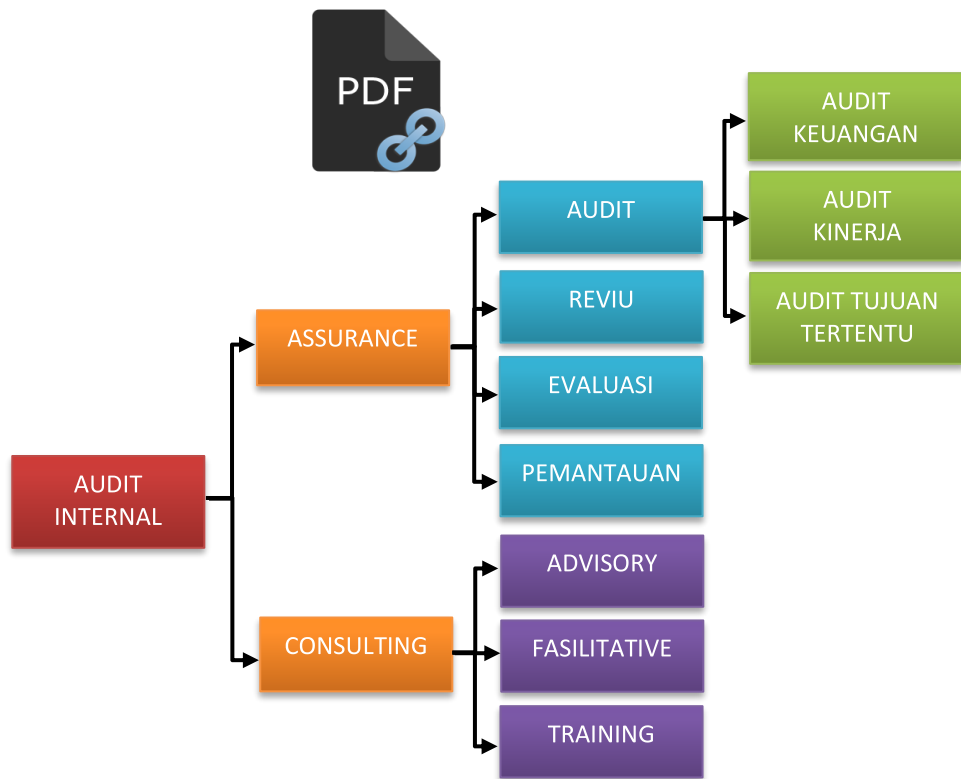 PDF
AUDIT
KEUANGAN
AUDIT
KINERJA
AUDIT TUJUAN
TERTENTU
AUDIT
REVIU
EVALUASI
PEMANTAUAN
ASSURANCE
AUDIT
INTERNAL
CONSULTING
ADVISORY
FASILITATIVE
TRAINING